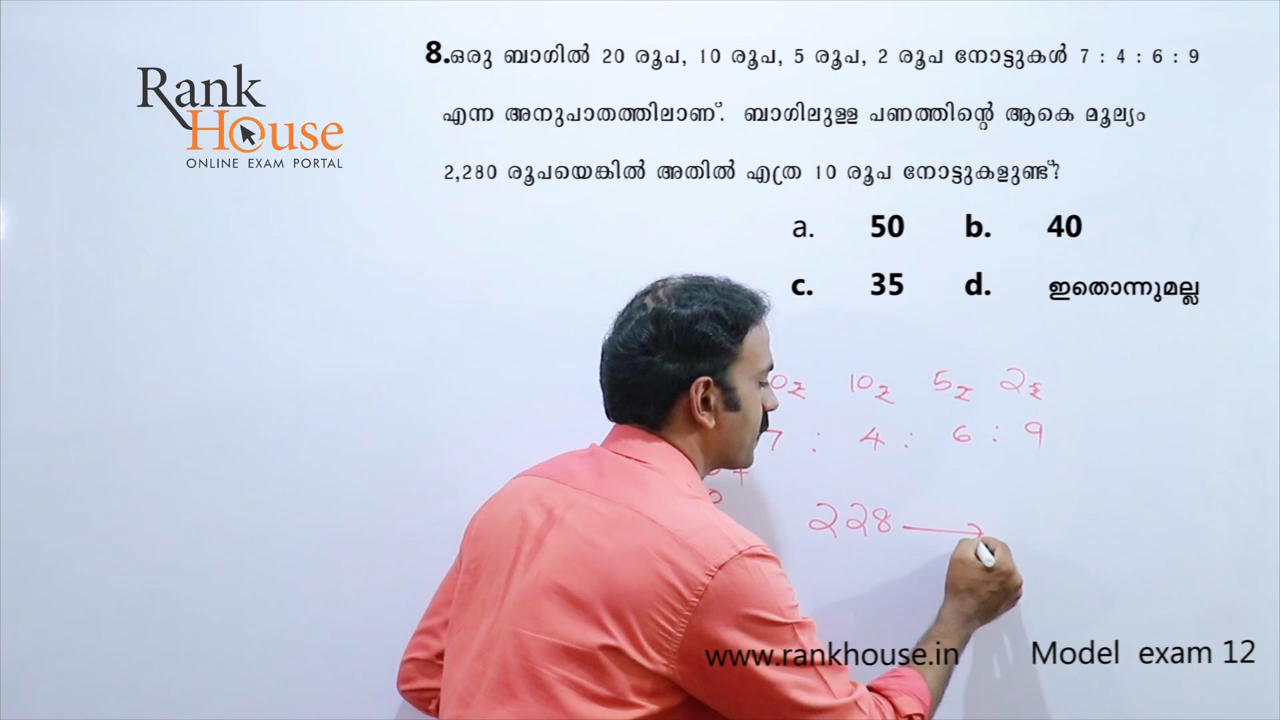 Rank
House
ONLINE EXAM PORTAL
8.ഒരു ബാഗിൽ 20 രൂപ, 10 രൂപ, 5 രൂപ, 2 രൂപ നോട്ടുകൾ 7 : 4 : 6 : 9
എന്ന അനുപാതത്തിലാണ്. ബാഗിലുള്ള പണത്തിന്റെ ആകെ മൂല്യം
2,280 രൂപയെങ്കിൽ അതിൽ എത്ര 10 രൂപ നോട്ടുകളുണ്ട്?
a. 50 b. 40
c. 35 d. ഇതൊന്നുമല്ല
10 5 2
7 : 4 : 6 : 9
228
www.rankhouse.in Model exam 12